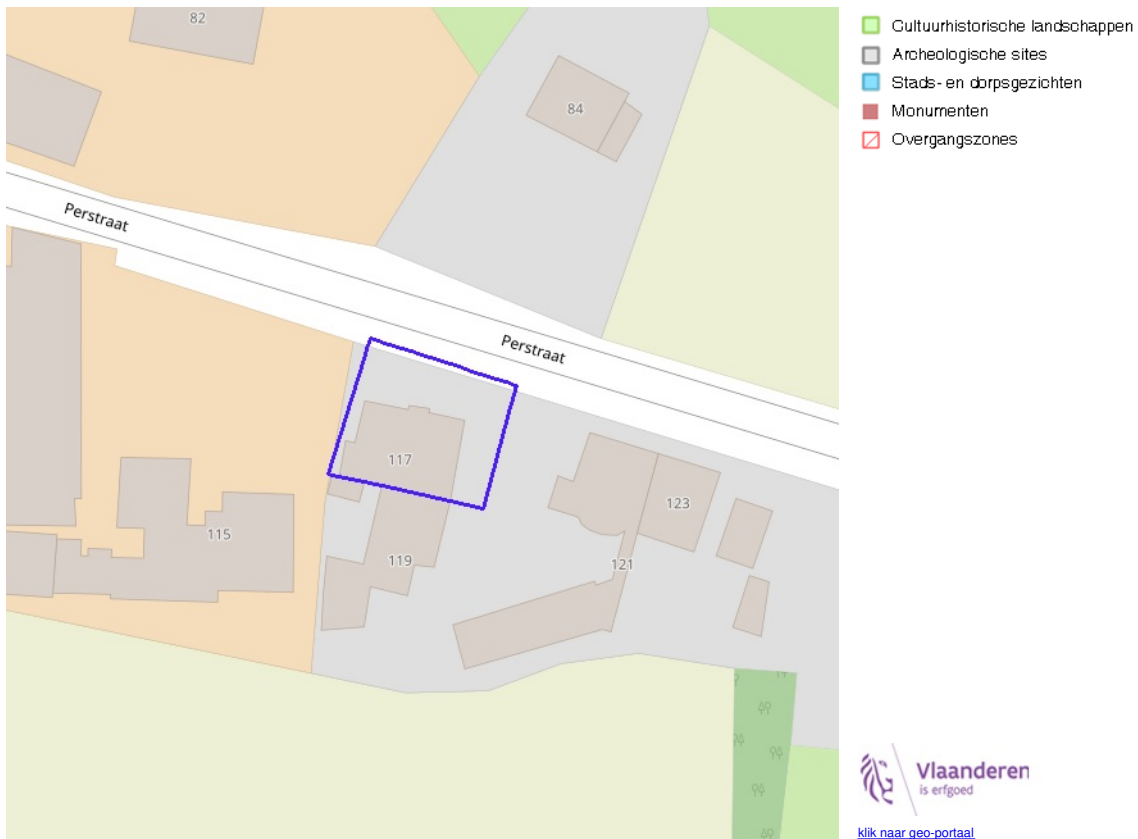 82
84
Perstraat
Perstraat
117
123
115
119
121
Cultuurhistorische landschappen
Archeologische sites
Stads- en dorpsgezichten
Monumenten
Overgangszones
Vlaanderen
is erfgoed
klik naar geo-portaal